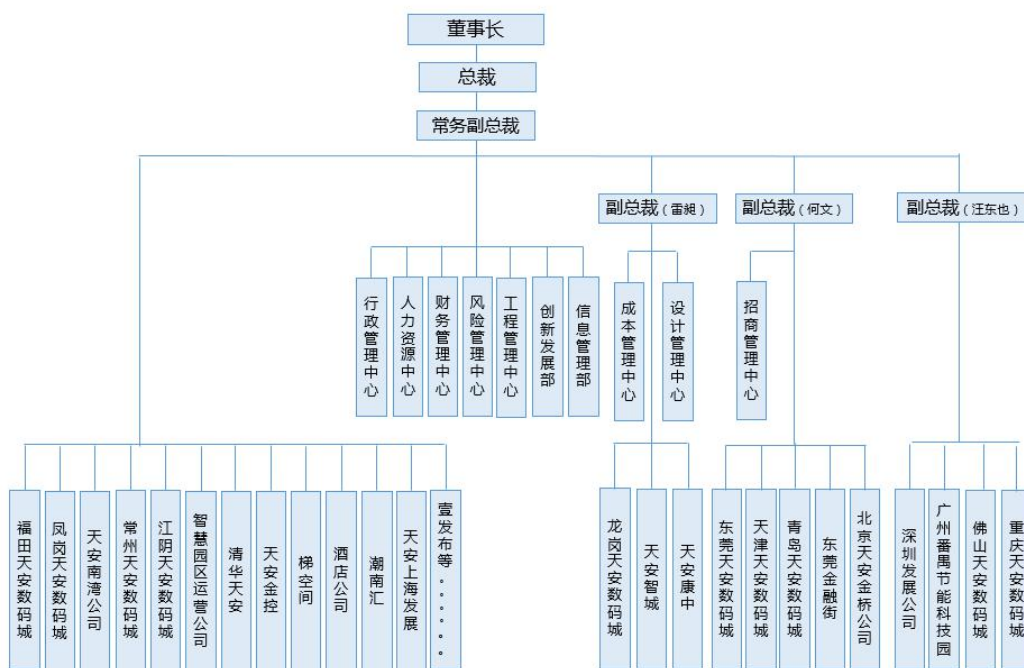 董事长
总裁
常务副总裁
副总裁（雷昶）
副总裁（何文）
副总裁（汪东也）
行政管理中心
人力资源中心
财务管理中心
风险管理中心
工程管理中心
创新发展部
信息管理部
成本管理中心
设计管理中心
招商管理中心
福田天安数码城
凤岗天安数码城
天安南湾公司
常州天安数码城
江阴天安数码城
智慧园区运营公司
清华天安
天安金控
梯空间
酒店公司
潮南汇
天安上海发展
壹发布等。。。。。。
龙岗天安数码城
天安智城
天安康中
东莞天安数码城
天津天安数码城
青岛天安数码城
东莞金融街
北京天安金桥公司
深圳发展公司
广州番禺节能科技园
佛山天安数码城
重庆天安数码城